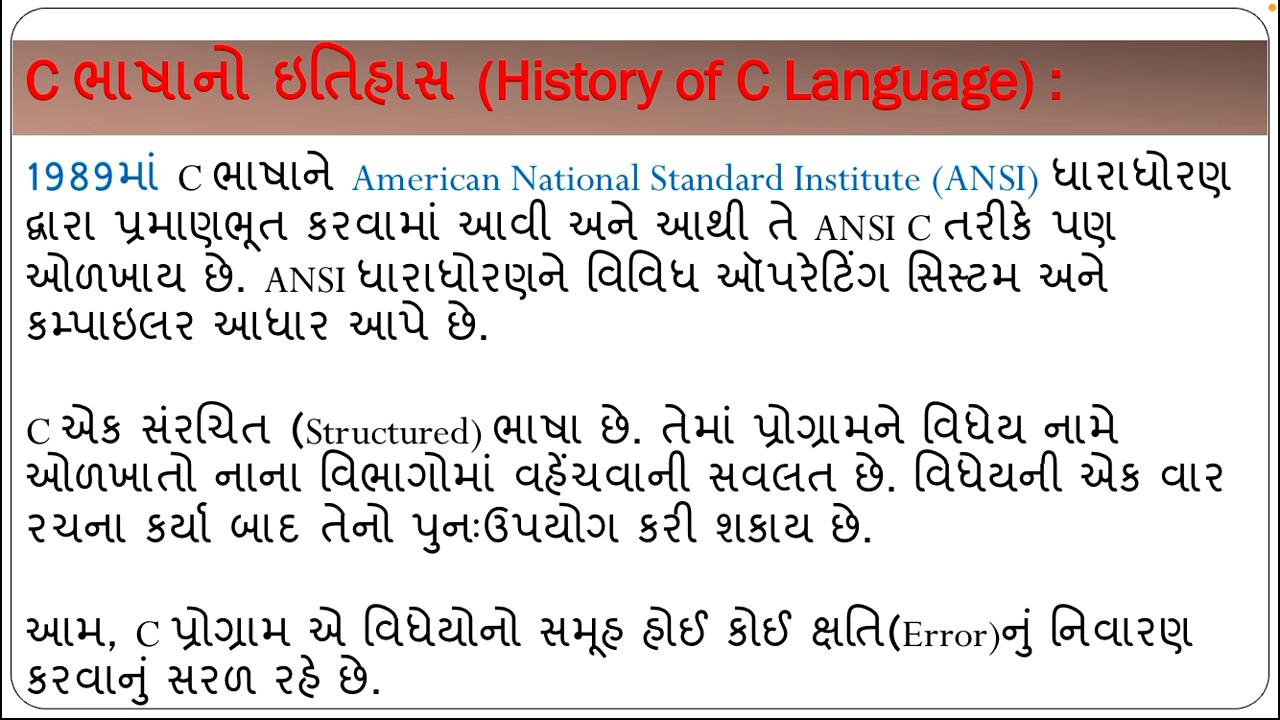 C ભાષાનો ઇતિહાસ (History of C Language) :
1989માં C ભાષાને American National Standard Institute (ANSI) ધારાધોરણ
દ્વારા પ્રમાણભૂત કરવામાં આવી અને આથી તે ANSI C તરીકે પણ
ઓળખાય છે. ANSI ધારાધોરણને વિવિધ ઑપરેટિંગ સિસ્ટમ અને
કમ્પાઇલર આધાર આપે છે.
C એક સંરચિત (Structured) ભાષા છે. તેમાં પ્રોગ્રામને વિધેય નામે
ઓળખાતો નાના વિભાગોમાં વહેંચવાની સવલત છે. વિધેયની એક વાર
રચના કર્યા બાદ તેનો પુનઃઉપયોગ કરી શકાય છે.
આમ, C પ્રોગ્રામ એ વિધેયોનો સમૂહ હોઈ કોઈ ક્ષતિ(Error)નું નિવારણ
કરવાનું સરળ રહે છે.